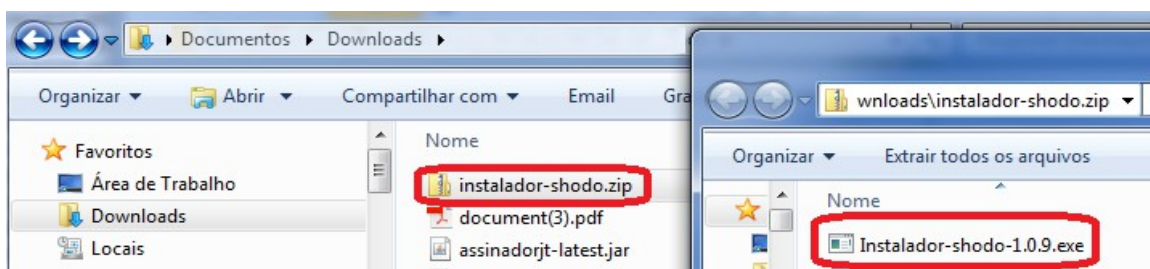 Documentos Downloads
Organizar Abrir Compartilhar com Email Gra
Favoritos
Área de Trabalho
Downloads
Locais
Nome
instalador-shodo.zip
document(3).pdf
assinadorjt-latest.jar
wnloads\instalador-shodo.zip
Organizar Extrair todos os arquivos
Nome
Instalador-shodo-1.0.9.exe